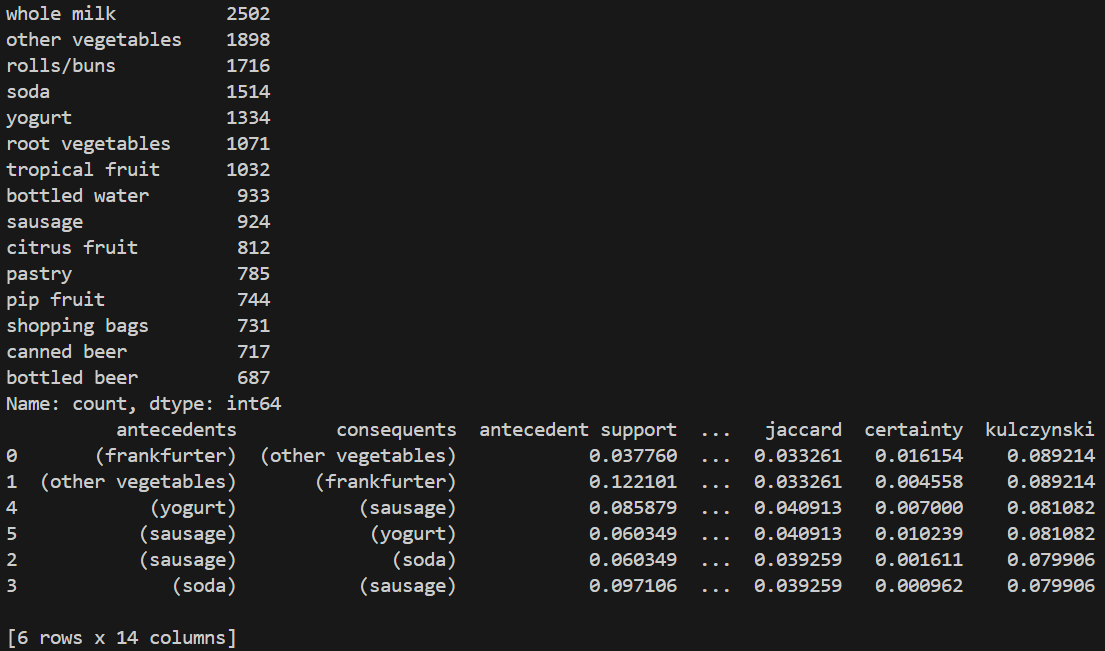 whole milk          2502
other vegetables    1898
rolls/buns          1716
soda                1514
yogurt              1334
root vegetables     1071
tropical fruit      1032
bottled water        933
sausage              924
citrus fruit         812
pastry               785
pip fruit            744
shopping bags        731
canned beer          717
bottled beer         687
Name: count, dtype: int64
          antecedents         consequents  antecedent support  ...   jaccard  certainty  kulczynski
0        (frankfurter)  (other vegetables)            0.037760  ...  0.033261   0.016154    0.089214
1  (other vegetables)       (frankfurter)            0.122101  ...  0.033261   0.004558    0.089214
4            (yogurt)           (sausage)            0.085879  ...  0.040913   0.007000    0.081082
5           (sausage)            (yogurt)            0.060349  ...  0.040913   0.010239    0.081082
2           (sausage)              (soda)            0.060349  ...  0.039259   0.001611    0.079906
3              (soda)           (sausage)            0.097106  ...  0.039259   0.000962    0.079906

[6 rows x 14 columns]